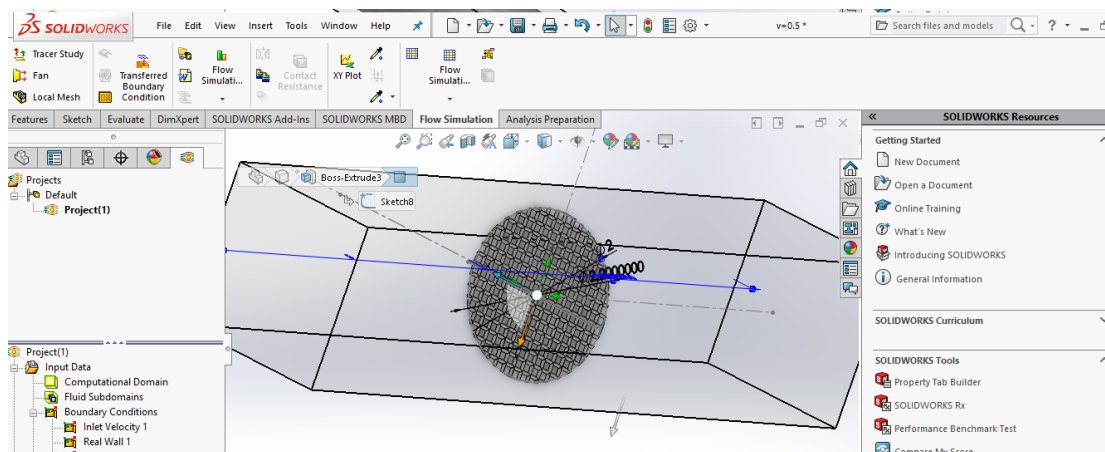 SOLIDWORKS File Edit View Insert Tools Window Help v=0.5 * Search files and models ?
Tracer Study
Fan
Local Mesh
Transferred
Boundary
Condition
Flow
Simulati...
Contact
Resistance
XY Plot
Flow
Simulati...
Features Sketch Evaluate DimXpert SOLIDWORKS Add-Ins SOLIDWORKS MBD Flow Simulation Analysis Preparation
Projects
Default
Project(1)
Project(1)
Input Data
Computational Domain
Fluid Subdomains
Boundary Conditions
Inlet Velocity 1
Real Wall 1
Boss-Extrude3
Sketch8
2
SOLIDWORKS Resources
Getting Started
New Document
Open a Document
Online Training
What's New
Introducing SOLIDWORKS
General Information
SOLIDWORKS Curriculum
SOLIDWORKS Tools
Property Tab Builder
SOLIDWORKS Rx
Performance Benchmark Test
Compare My Score